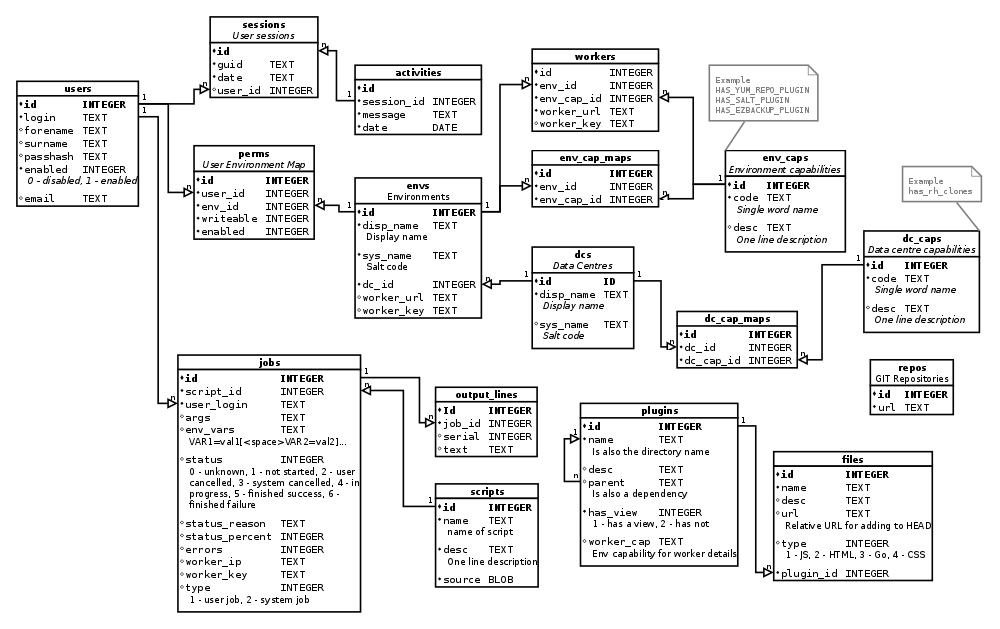 sessions
User sessions
id
guid TEXT
date TEXT
user_id INTEGER
users
id INTEGER
login TEXT
forename TEXT
surname TEXT
passhash TEXT
enabled INTEGER
0 - disabled, 1 - enabled
email TEXT
1
1
n
n
1
activities
id
session_id INTEGER
message TEXT
date DATE
perms
User Environment Map
id INTEGER
user_id INTEGER
env_id INTEGER
writeable INTEGER
enabled INTEGER
n
n
1
envs
Environments
id INTEGER
disp_name TEXT
Display name
sys_name TEXT
Salt code
dc_id INTEGER
worker_url TEXT
worker_key TEXT
1
n
workers
id INTEGER
env_id INTEGER
env_cap_id INTEGER
worker_url TEXT
worker_key TEXT
n
n
env_cap_maps
id INTEGER
env_id INTEGER
env_cap_id INTEGER
n
n
Example
HAS_YUM_REPO_PLUGIN
HAS_SALT_PLUGIN
HAS_EZBACKUP_PLUGIN
1
env_caps
Environment capabilities
id INTEGER
code TEXT
Single word name
desc TEXT
One line description
Example
has_rh_clones
dc_caps
Data centre capabilities
id INTEGER
code TEXT
Single word name
desc TEXT
One line description
1
dcs
Data Centres
id ID
disp_name TEXT
Display name
sys_name TEXT
Salt code
1
1
dc_cap_maps
id INTEGER
dc_id INTEGER
dc_cap_id INTEGER
n
n
repos
GIT Repositories
id INTEGER
url TEXT
jobs
id INTEGER
script_id INTEGER
user_login TEXT
args TEXT
env_vars TEXT
VAR1=val1[<space>VAR2=val2]...
status INTEGER
0 - unknown, 1 - not started, 2 - user
cancelled, 3 - system cancelled, 4 - in
progress, 5 - finished success, 6 -
finished failure
status_reason TEXT
status_percent INTEGER
errors INTEGER
worker_ip TEXT
worker_key TEXT
type INTEGER
1 - user job, 2 - system job
n
1
n
output_lines
Id INTEGER
job_id INTEGER
serial INTEGER
text TEXT
n
scripts
id INTEGER
name TEXT
name of script
desc TEXT
One line description
source BLOB
1
plugins
id INTEGER
name TEXT
Is also the directory name
desc TEXT
parent TEXT
Is also a dependency
has_view INTEGER
1 - has a view, 2 - has not
worker_cap TEXT
Env capability for worker details
1
n
1
files
id INTEGER
name TEXT
desc TEXT
url TEXT
Relative URL for adding to HEAD
type INTEGER
1 - JS, 2 - HTML, 3 - Go, 4 - CSS
plugin_id INTEGER
n